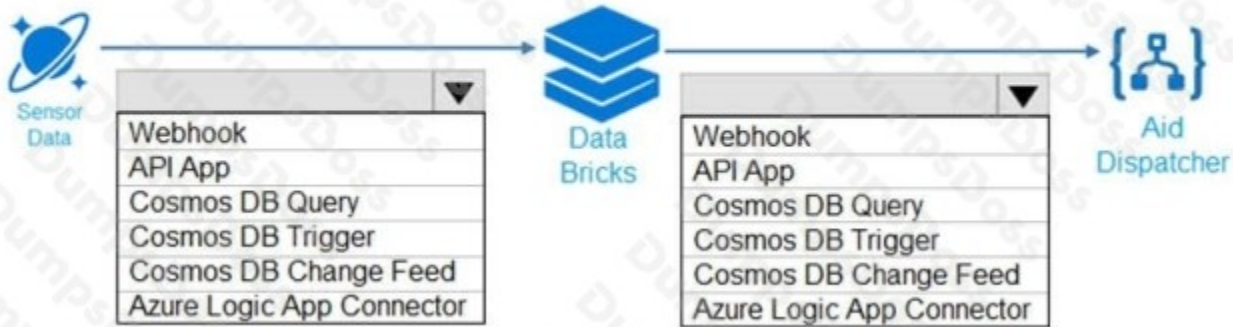 Sensor
Data
Webhook
API App
Cosmos DB Query
Cosmos DB Trigger
Cosmos DB Change Feed
Azure Logic App Connector
Data
Bricks
Webhook
API App
Cosmos DB Query
Cosmos DB Trigger
Cosmos DB Change Feed
Azure Logic App Connector
Aid
Dispatcher
DumpsDoss